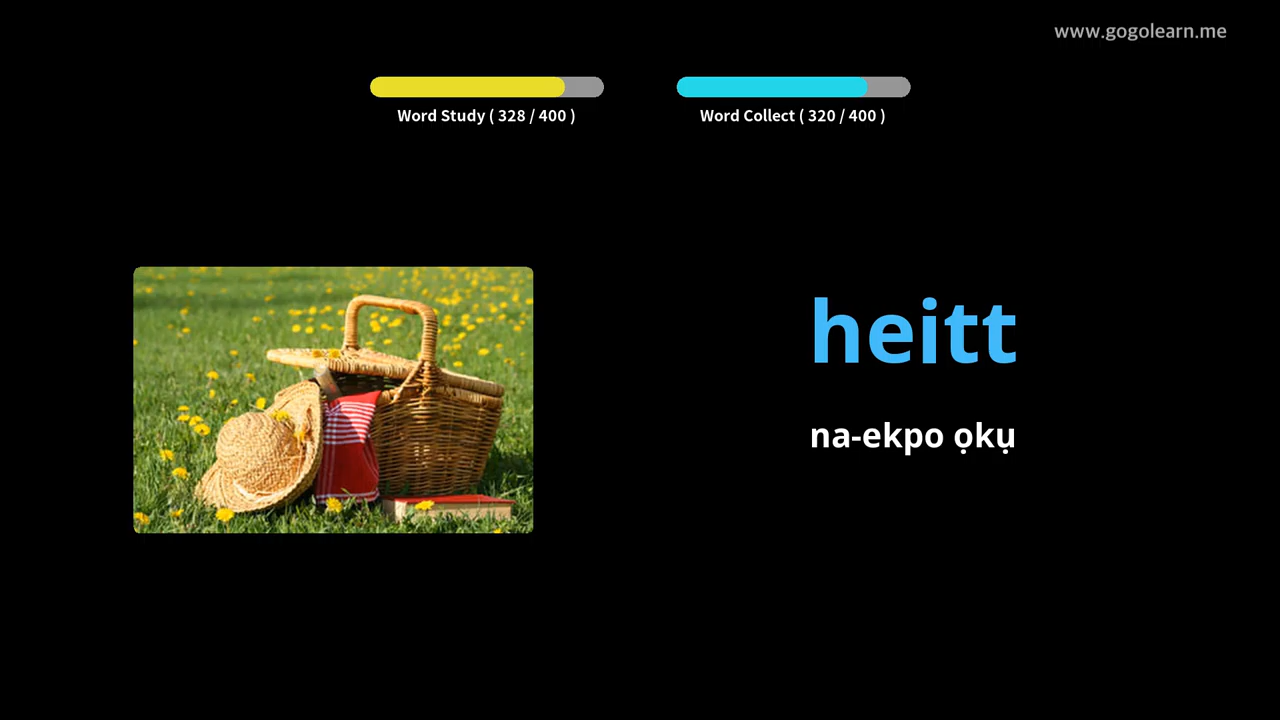 www.gogolearn.me
Word Study ( 328 / 400 )
Word Collect ( 320 / 400 )
heitt
na-ekpo ọkụ